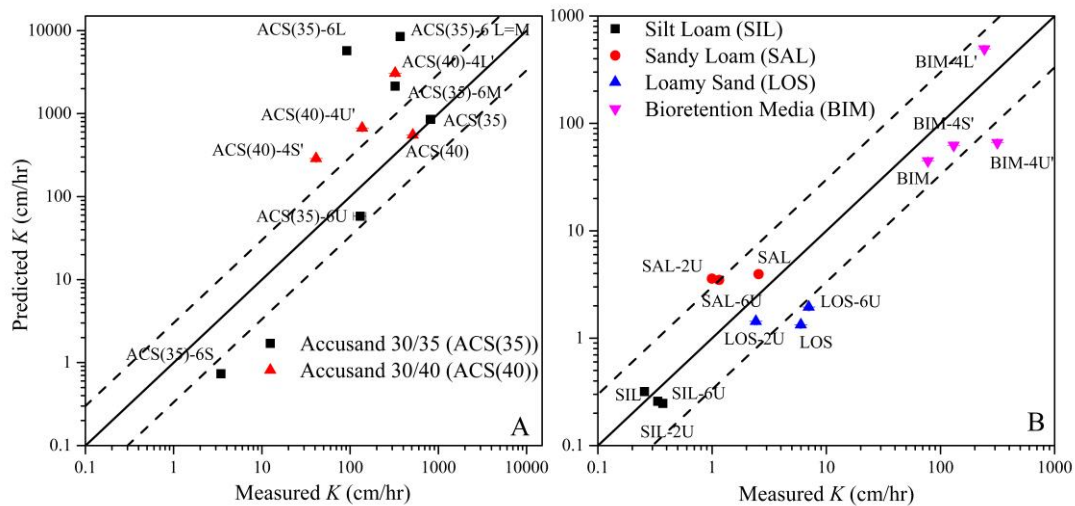 10000
1000
100
10
1
0.1
Predicted K (cm/hr)
ACS(35)-6L
ACS(35)-6 L=M
ACS(40)-4L'
ACS(35)-6M
ACS(40)-4U'
ACS(35)
ACS(40)
ACS(40)-4S'
ACS(35)-6U
ACS(35)-6S
Accusand 30/35 (ACS(35))
Accusand 30/40 (ACS(40))
A
0.1 1 10 100 1000 10000
Measured K (cm/hr)
1000
100
10
1
0.1
Silt Loam (SIL)
Sandy Loam (SAL)
Loamy Sand (LOS)
Bioretention Media (BIM)
BIM-4L'
BIM-4S'
BIM BIM-4U'
SAL-2U SAL
SAL-6U LOS-6U
LOS-2U LOS
SIL SIL-6U
SIL-2U
B
0.1 1 10 100 1000
Measured K (cm/hr)